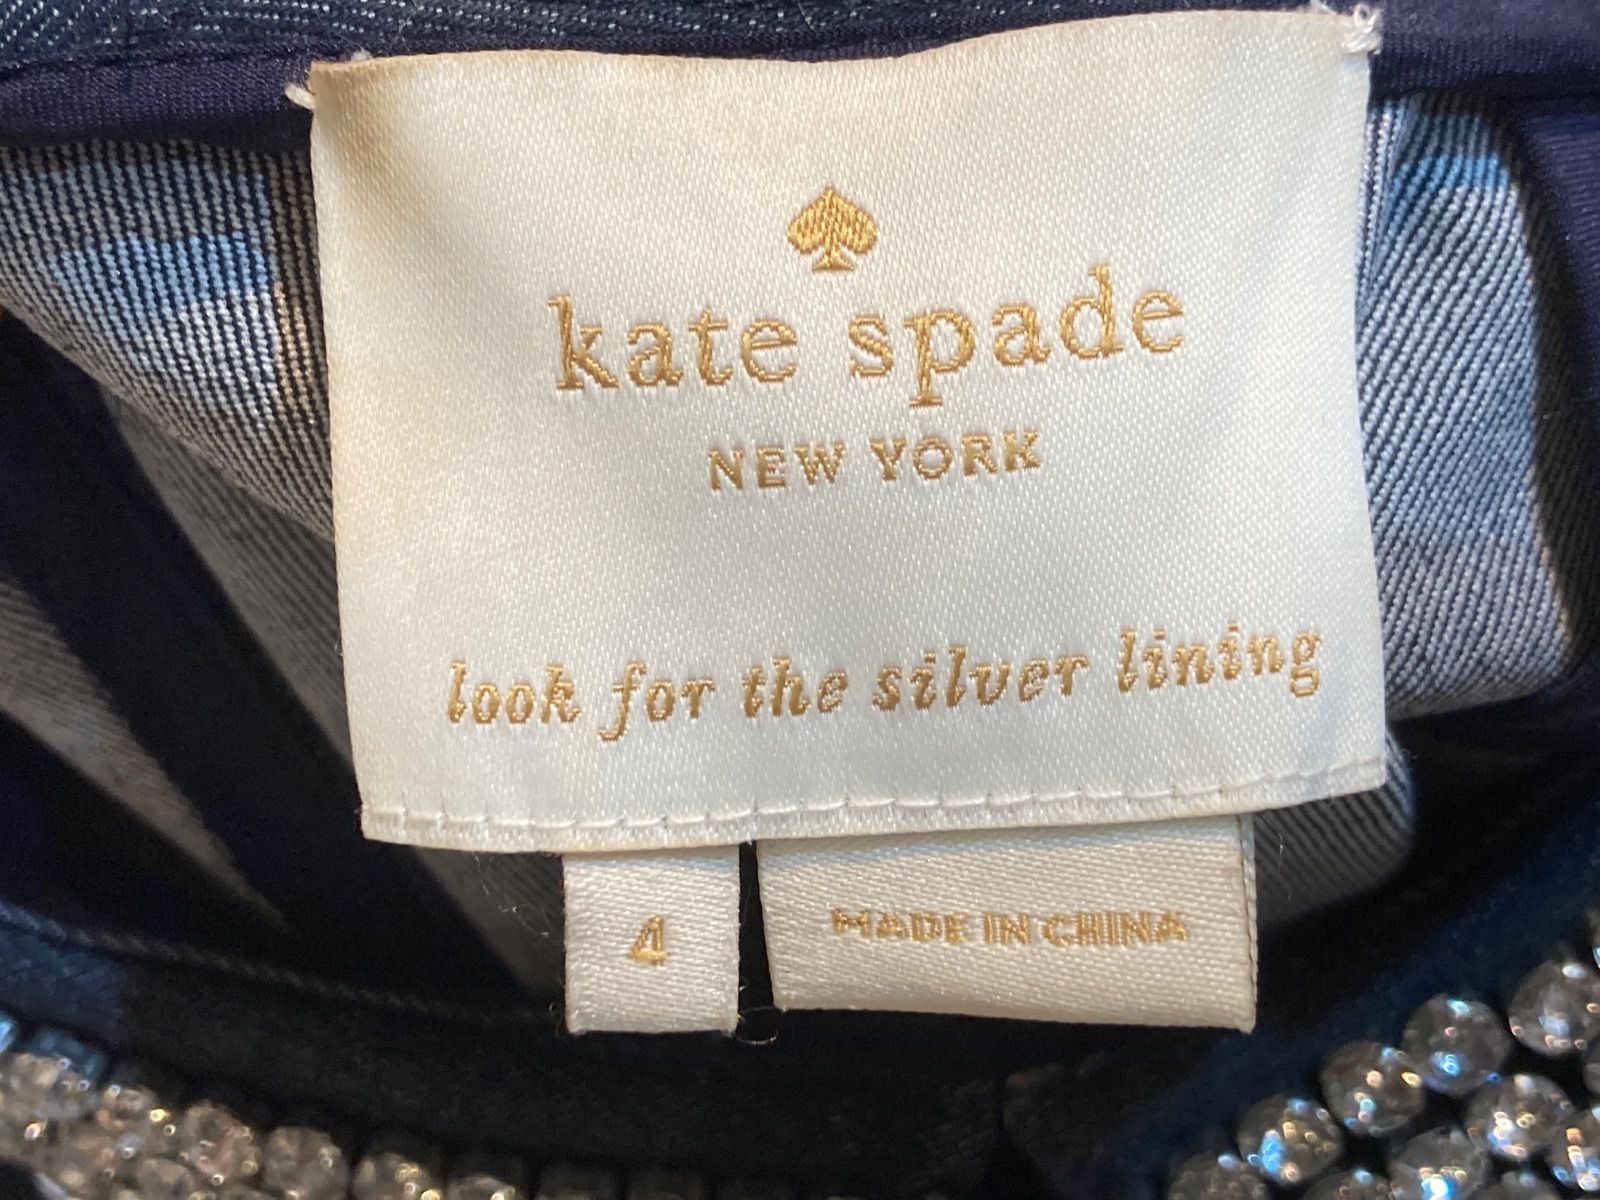 kate spade
NEW YORK
look for the silver lining
4
MADE IN CHINA